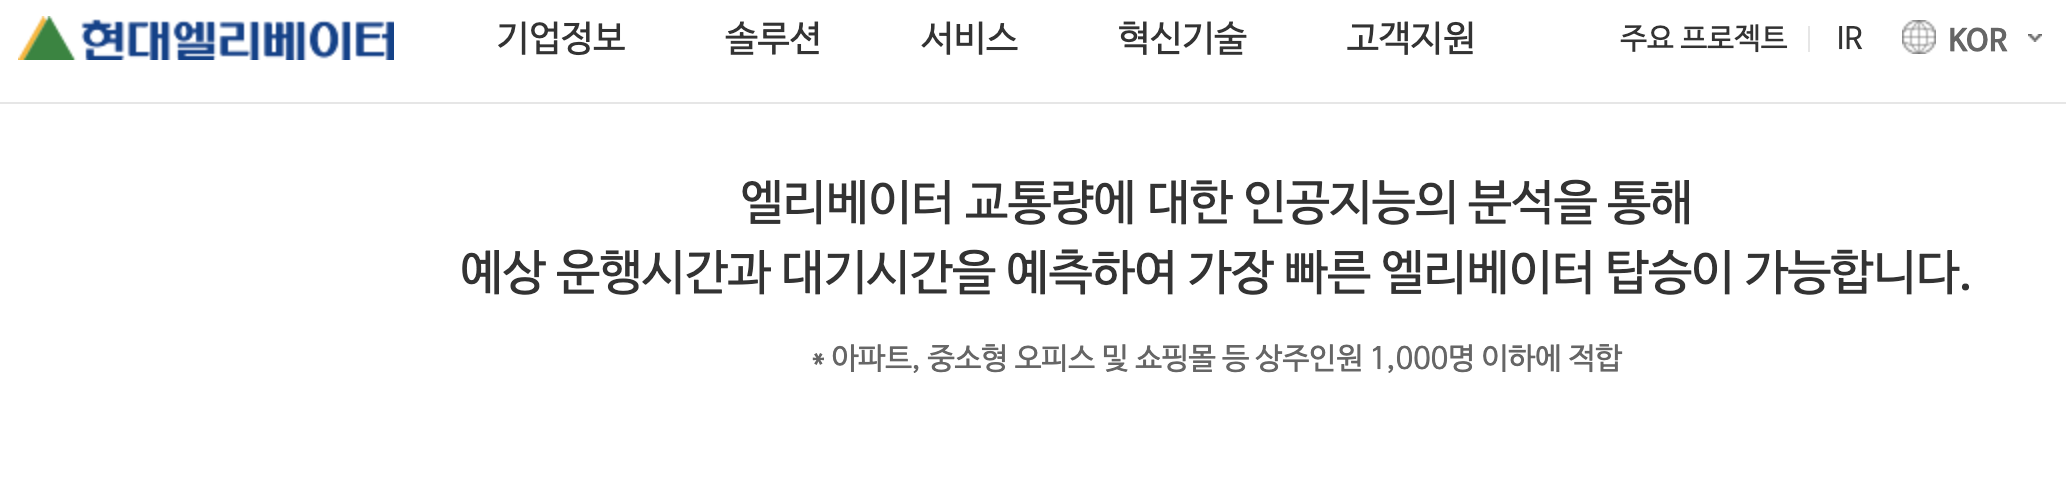 현대엘리베이터 기업정보 솔루션 서비스 혁신기술 고객지원 주요 프로젝트 IR KOR
엘리베이터 교통량에 대한 인공지능의 분석을 통해
예상 운행시간과 대기시간을 예측하여 가장 빠른 엘리베이터 탑승이 가능합니다.
* 아파트, 중소형 오피스 및 쇼핑몰 등 상주인원 1,000명 이하에 적합